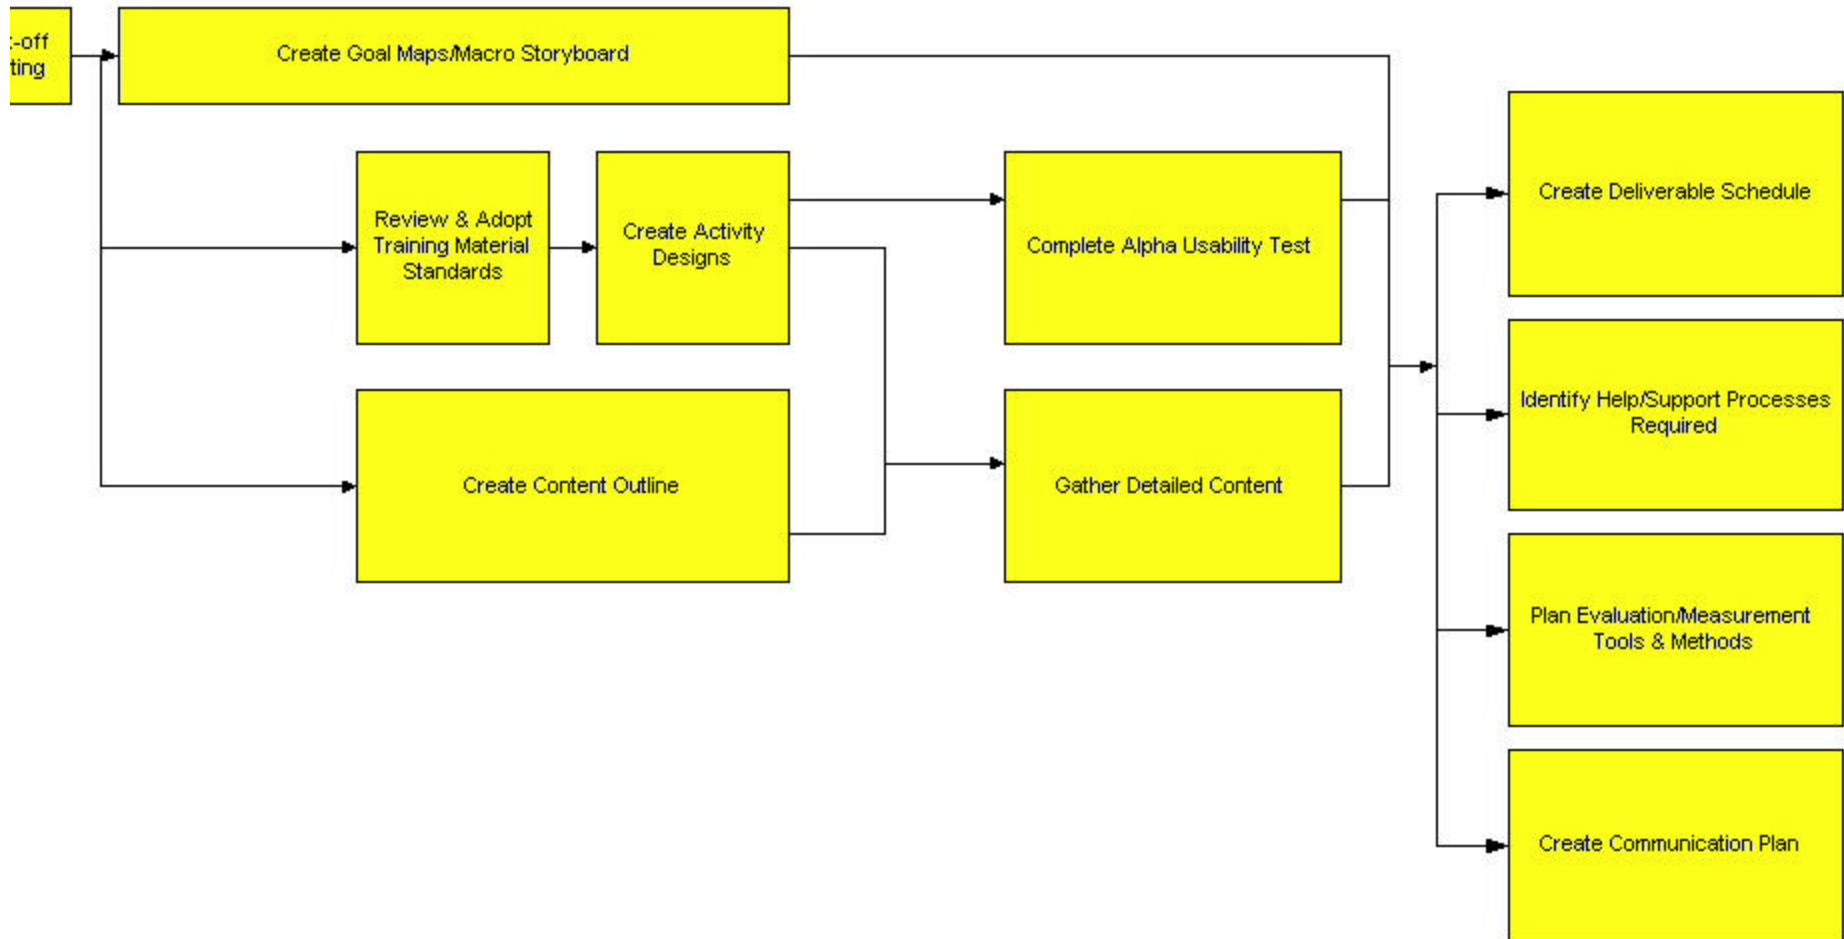 -off
ting
Create Goal Maps/Macro Storyboard
Review & Adopt
Training Material
Standards
Create Activity
Designs
Complete Alpha Usability Test
Create Content Outline
Gather Detailed Content
Create Deliverable Schedule
Identify Help/Support Processes
Required
Plan Evaluation/Measurement
Tools & Methods
Create Communication Plan